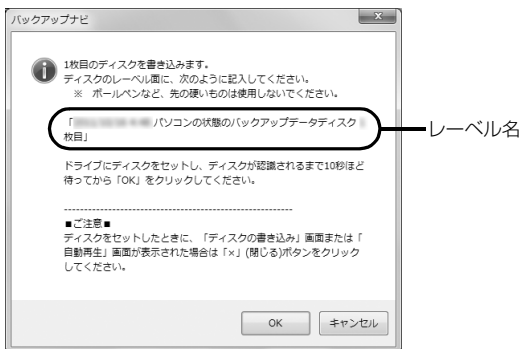 バックアップナビ
1枚目のディスクを書き込みます。
ディスクのレーベル面に、次のように記入してください。
※ ボールペンなど、先の硬いものは使用しないでください。
「 パソコンの状態のバックアップデータディスク
枚目」
レーベル名
ドライブにディスクをセットし、ディスクが認識されるまで10秒ほど
待ってから「OK」をクリックしてください。
------------------------------------------------------------
■ご注意■
ディスクをセットしたときに、「ディスクの書き込み」画面または「
自動再生」画面が表示された場合は「×」(閉じる)ボタンをクリック
してください。
OK キャンセル